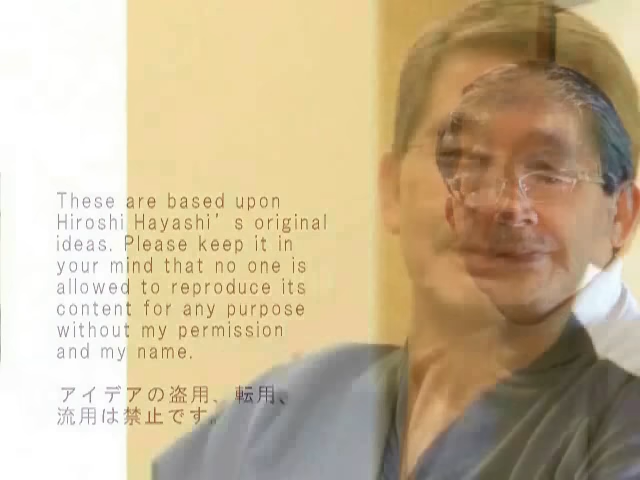 These are based upon
Hiroshi Hayashi's original
ideas. Please keep it in
your mind that no one is
allowed to reproduce its
content for any purpose
without my permission
and my name.
アイデアの盗用、転用、
流用は禁止です。